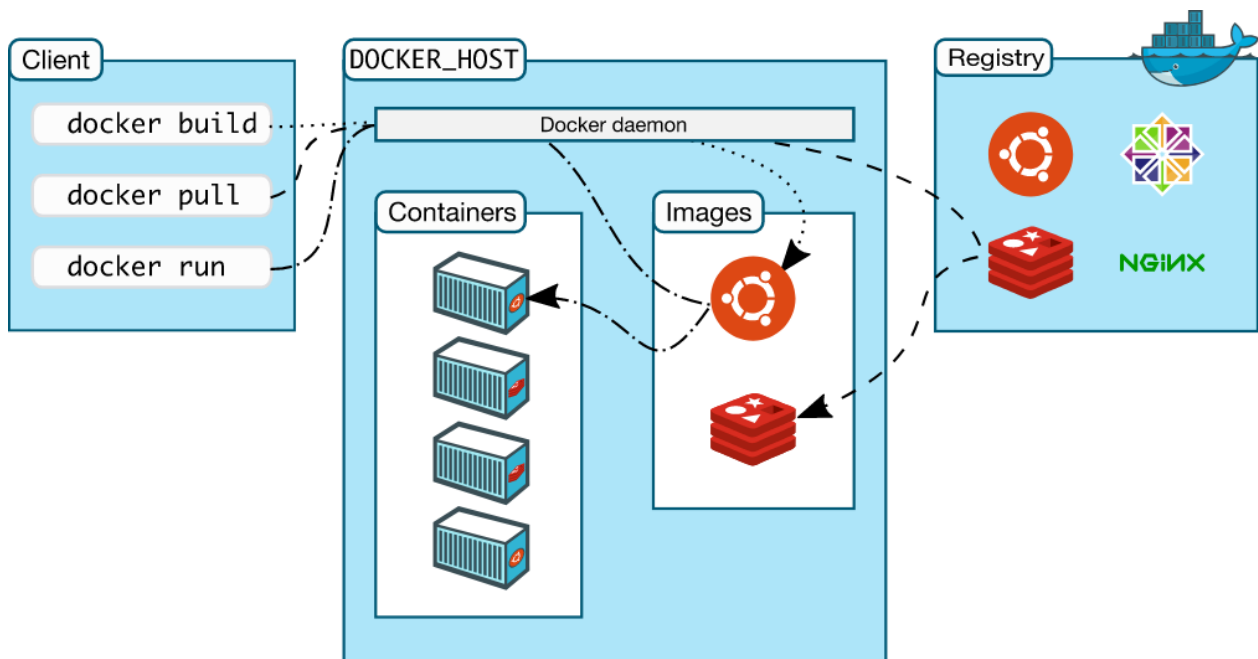 Client
docker build
docker pull
docker run
DOCKER_HOST
Docker daemon
Containers
Images
Registry
NGiNX